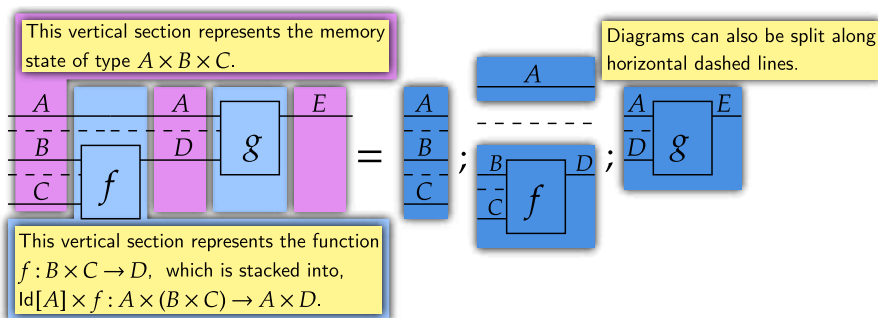 This vertical section represents the memory
state of type A × B × C.
Diagrams can also be split along
horizontal dashed lines.
A A E
B D
C
f
g
=
A
B
C
;
A
B D
C
f
;
A E
D
g
This vertical section represents the function
f : B × C → D, which is stacked into,
Id[A] × f : A × (B × C) → A × D.